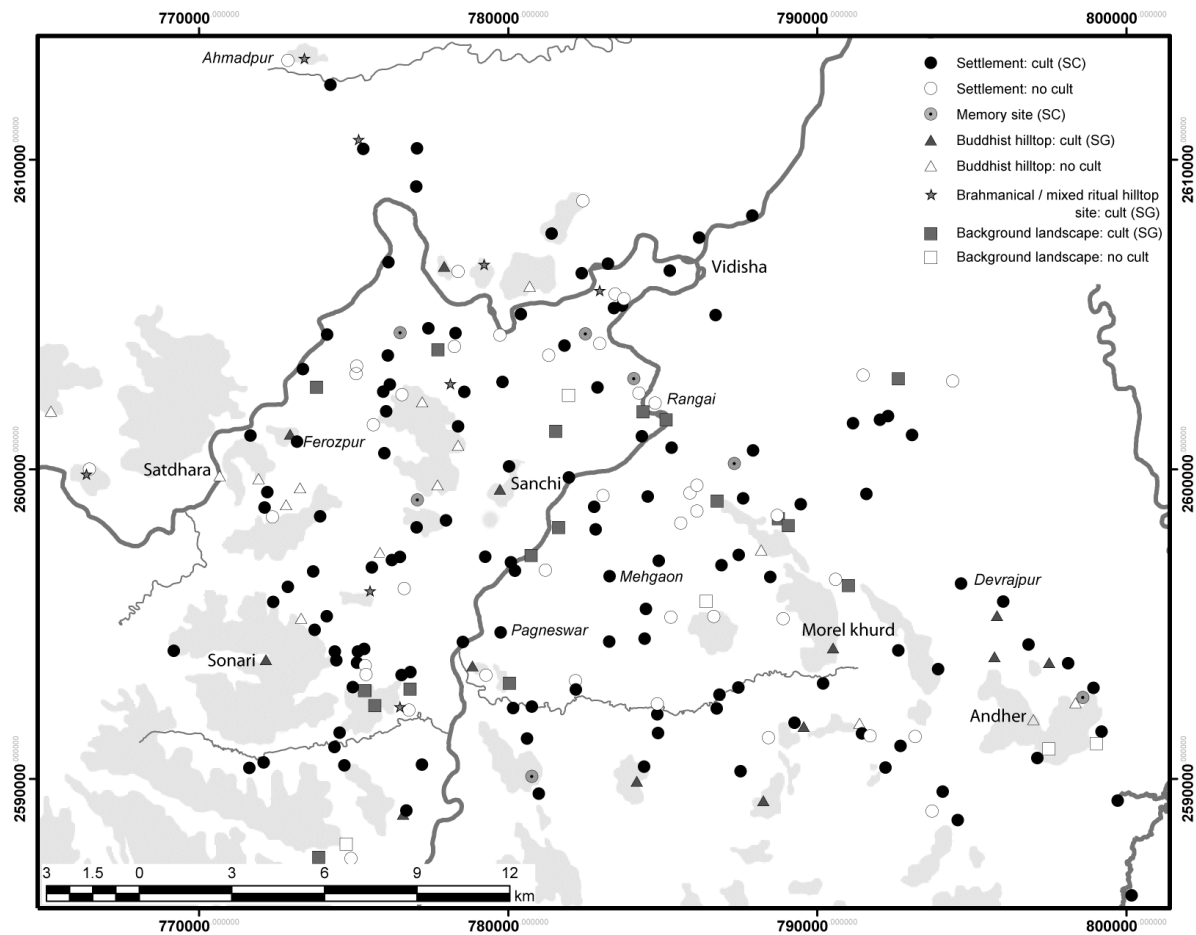 770000.000000
780000.000000
790000.000000
800000.000000
Ahmadpur
Settlement: cult (SC)
Settlement: no cult
Memory site (SC)
Buddhist hilltop: cult (SG)
Buddhist hilltop: no cult
Brahmanical / mixed ritual hilltop
site: cult (SG)
Background landscape: cult (SG)
Background landscape: no cult
2610000.000000
2610000.000000
Vidisha
Rangai
Ferozpur
Satdhara
Sanchi
2600000.000000
2600000.000000
Mehgaon
Devrajpur
Pagneswar
Morel khurd
Sonari
Andher
2590000.000000
2590000.000000
3 1.5 0 3 6 9 12
km
770000.000000
780000.000000
790000.000000
800000.000000